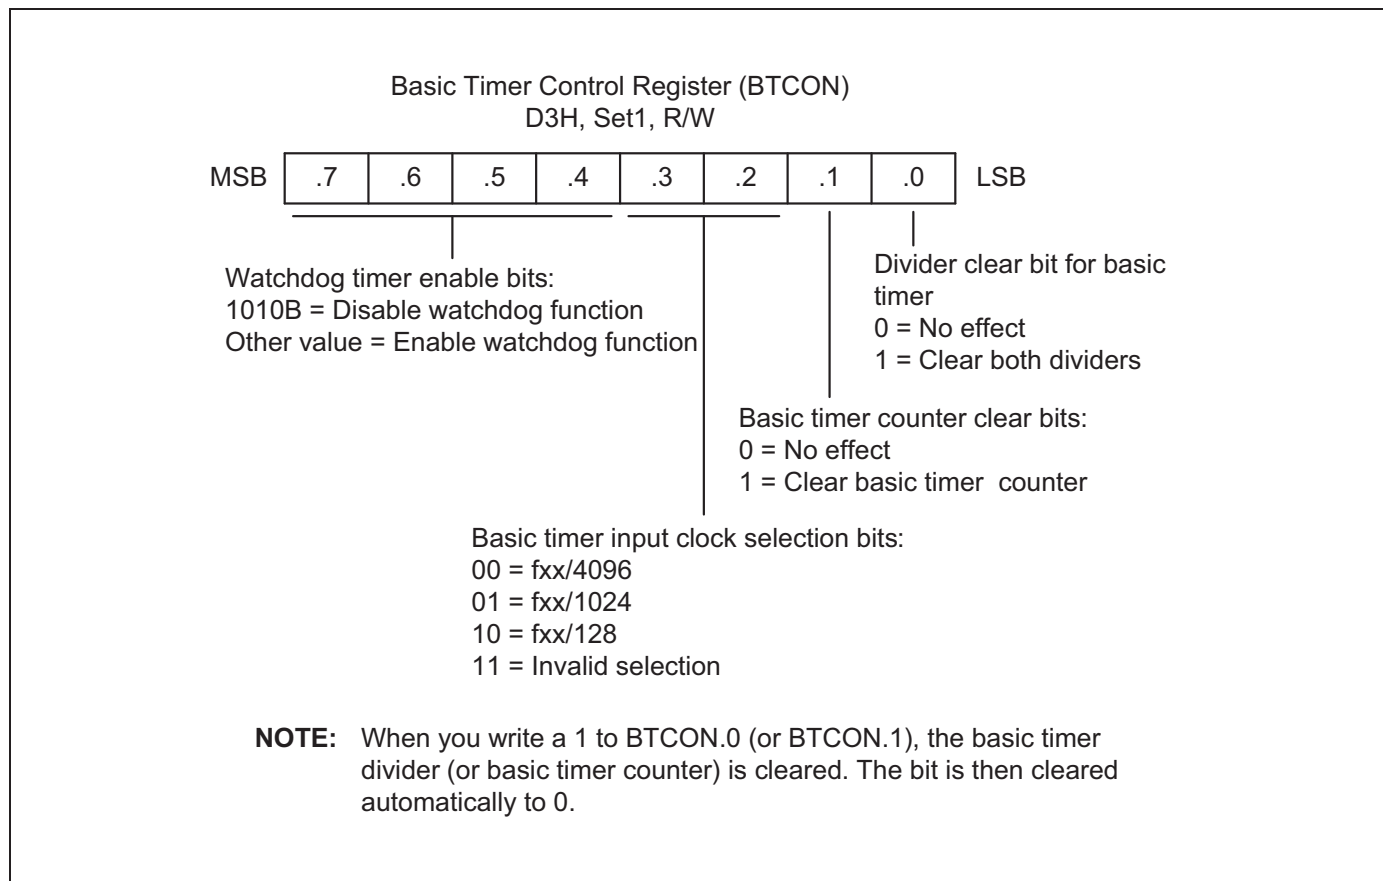 Basic Timer Control Register (BTCON)
D3H, Set1, R/W
MSB .7 .6 .5 .4 .3 .2 .1 .0 LSB
Watchdog timer enable bits:
1010B = Disable watchdog function
Other value = Enable watchdog function
Divider clear bit for basic
timer
0 = No effect
1 = Clear both dividers
Basic timer counter clear bits:
0 = No effect
1 = Clear basic timer counter
Basic timer input clock selection bits:
00 = fxx/4096
01 = fxx/1024
10 = fxx/128
11 = Invalid selection
NOTE: When you write a 1 to BTCON.0 (or BTCON.1), the basic timer
divider (or basic timer counter) is cleared. The bit is then cleared
automatically to 0.